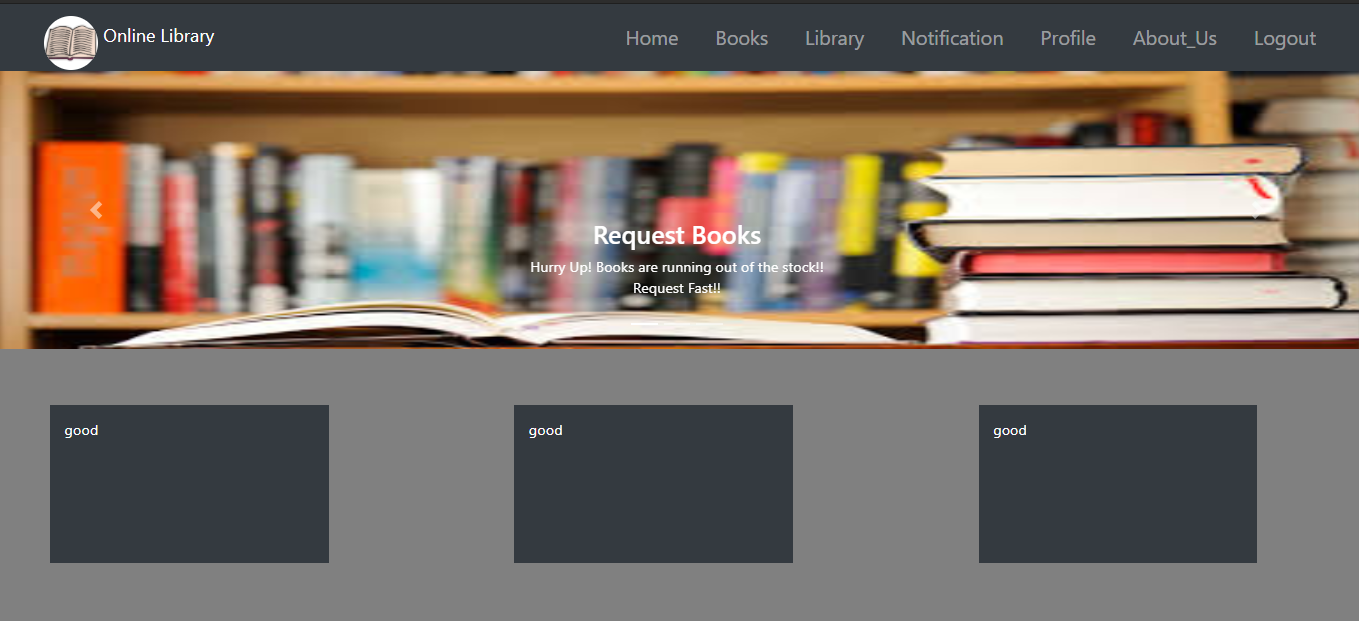 Online Library
Home Books Library Notification Profile About_Us Logout
Request Books
Hurry Up! Books are running out of the stock!!
Request Fast!!
good
good
good